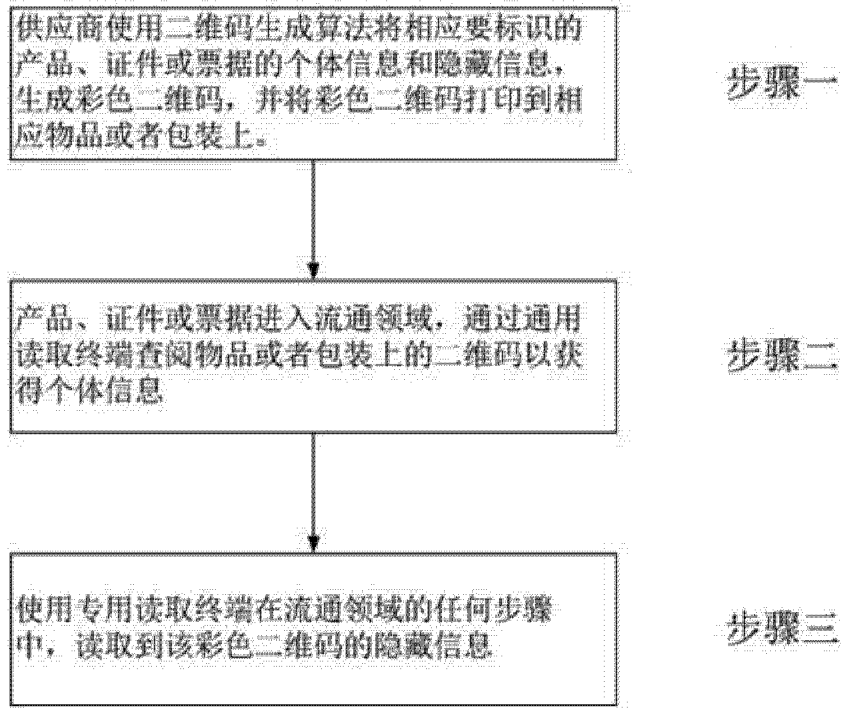 供应商使用二维码生成算法将相应要标识的
产品、证件或票据的个体信息和隐藏信息，
生成彩色二维码，并将彩色二维码打印到相
应物品或者包装上。
步骤一
产品、证件或票据进入流通领域，通过通用
读取终端查阅物品或者包装上的二维码以获
得个体信息
步骤二
使用专用读取终端在流通领域的任何步骤
中，读取到该彩色二维码的隐藏信息
步骤三